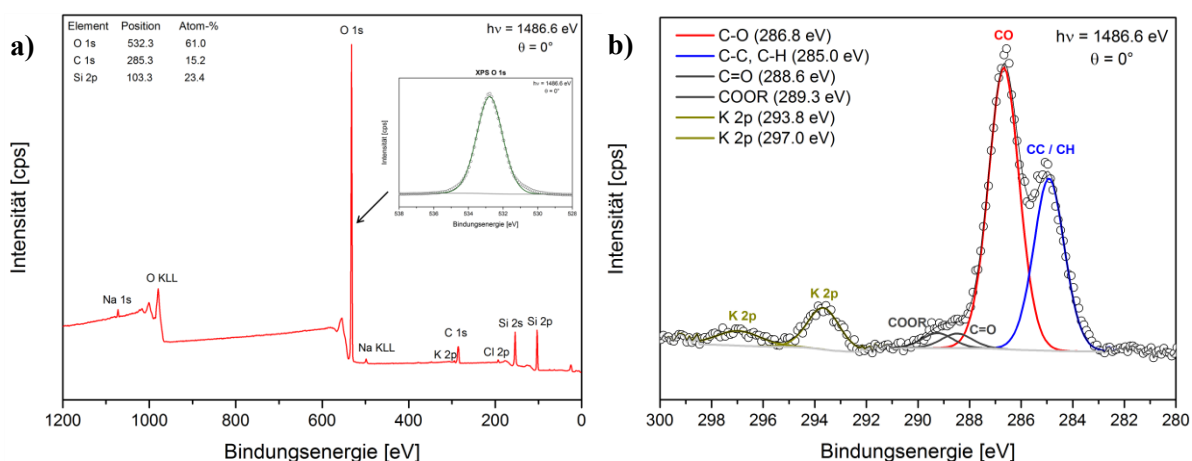 a)
Element Position Atom-%
O 1s 532.3 61.0
C 1s 285.3 15.2
Si 2p 103.3 23.4
O 1s
hν = 1486.6 eV
θ = 0°
XPS O 1s
hν = 1486.6 eV
θ = 0°
Intensität [cps]
538 536 534 532 530 528
Bindungsenergie [eV]
Na 1s
O KLL
Na KLL
K 2p
C 1s
Cl 2p
Si 2s
Si 2p
Intensität [cps]
1200 1000 800 600 400 200 0
Bindungsenergie [eV]
b)
C-O (286.8 eV)
C-C, C-H (285.0 eV)
C=O (288.6 eV)
COOR (289.3 eV)
K 2p (293.8 eV)
K 2p (297.0 eV)
CO
hν = 1486.6 eV
θ = 0°
CC / CH
K 2p
K 2p
COOR
C=O
Intensität [cps]
300 298 296 294 292 290 288 286 284 282 280
Bindungsenergie [eV]